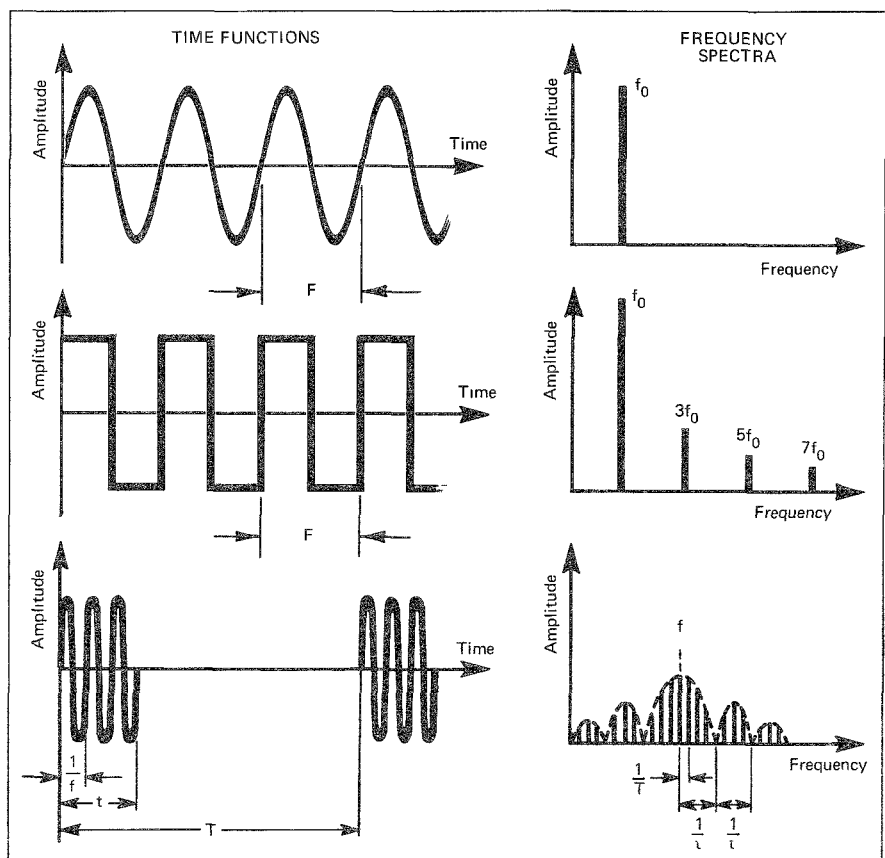 TIME FUNCTIONS
FREQUENCY
SPECTRA
Amplitude
Time
F
Amplitude
f0
Frequency
Amplitude
Time
F
Amplitude
f0
3f0
5f0
7f0
Frequency
Amplitude
Time
1
f
t
T
Amplitude
f
Frequency
1
1
1